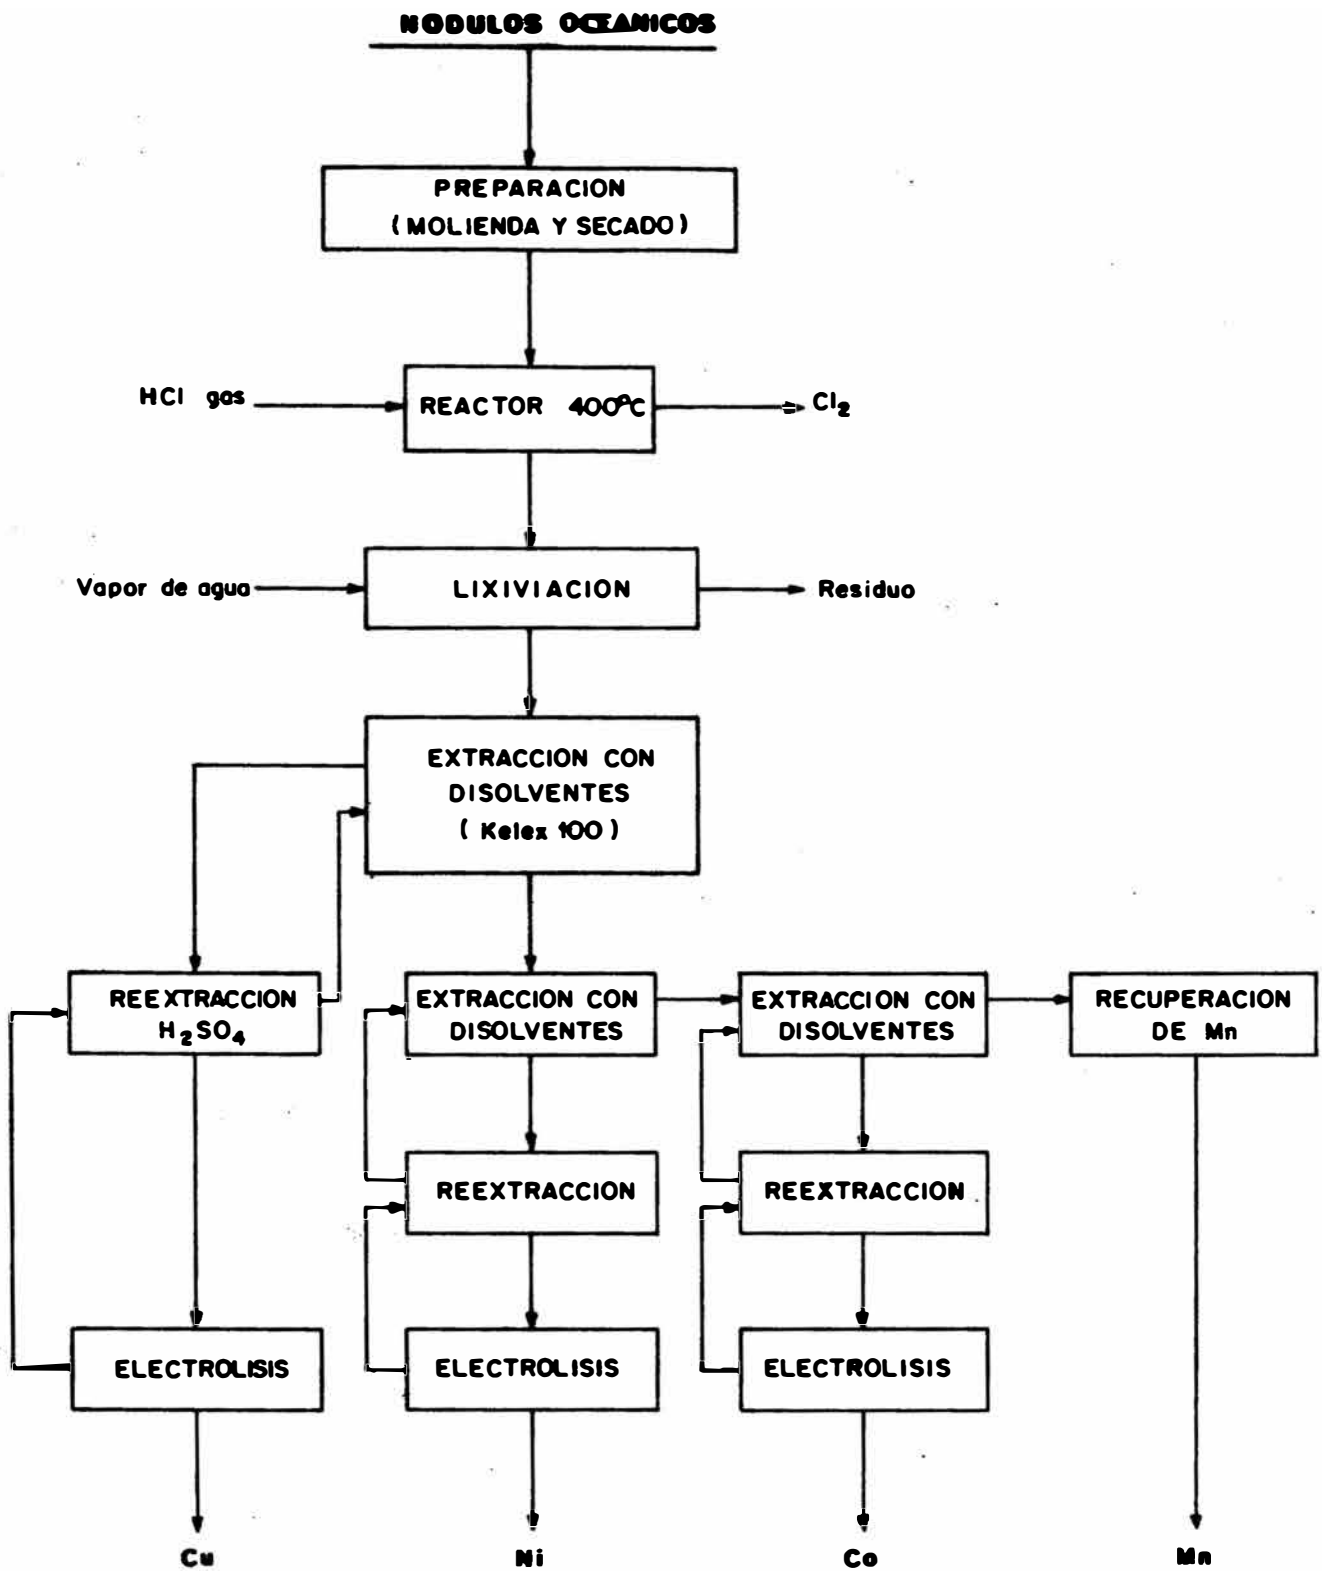 NODULOS OCEANICOS
PREPARACION
(MOLIENDA Y SECADO)
HCl gas
REACTOR 400ºC
Cl₂
Vapor de agua
LIXIVIACION
Residuo
EXTRACCION CON
DISOLVENTES
(Kelex 100)
REEXTRACCION
H₂SO₄
EXTRACCION CON
DISOLVENTES
EXTRACCION CON
DISOLVENTES
RECUPERACION
DE Mn
REEXTRACCION
REEXTRACCION
ELECTROLISIS
ELECTROLISIS
ELECTROLISIS
Cu
Ni
Co
Mn